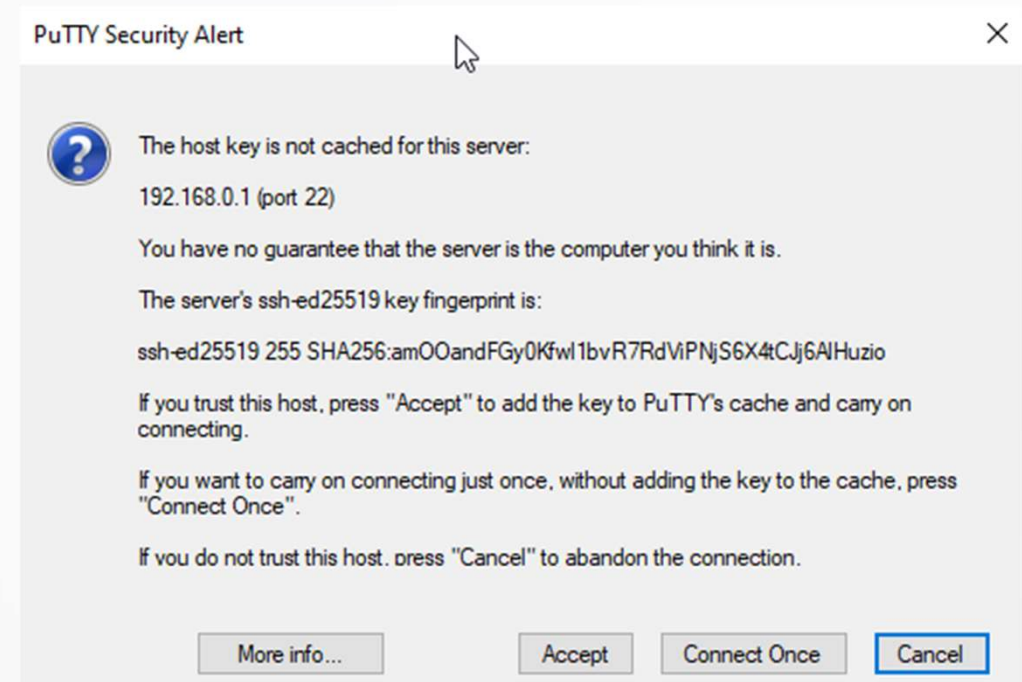 PuTTY Security Alert
The host key is not cached for this server:
192.168.0.1 (port 22)
You have no guarantee that the server is the computer you think it is.
The server's ssh-ed25519 key fingerprint is:
ssh-ed25519 255 SHA256:amOOandFGy0Kfwl1bvR7RdViPNjS6X4tCJj6AlHuzio
If you trust this host, press "Accept" to add the key to PuTTY's cache and carry on
connecting.
If you want to carry on connecting just once, without adding the key to the cache, press
"Connect Once".
If you do not trust this host, press "Cancel" to abandon the connection.
More info...
Accept
Connect Once
Cancel